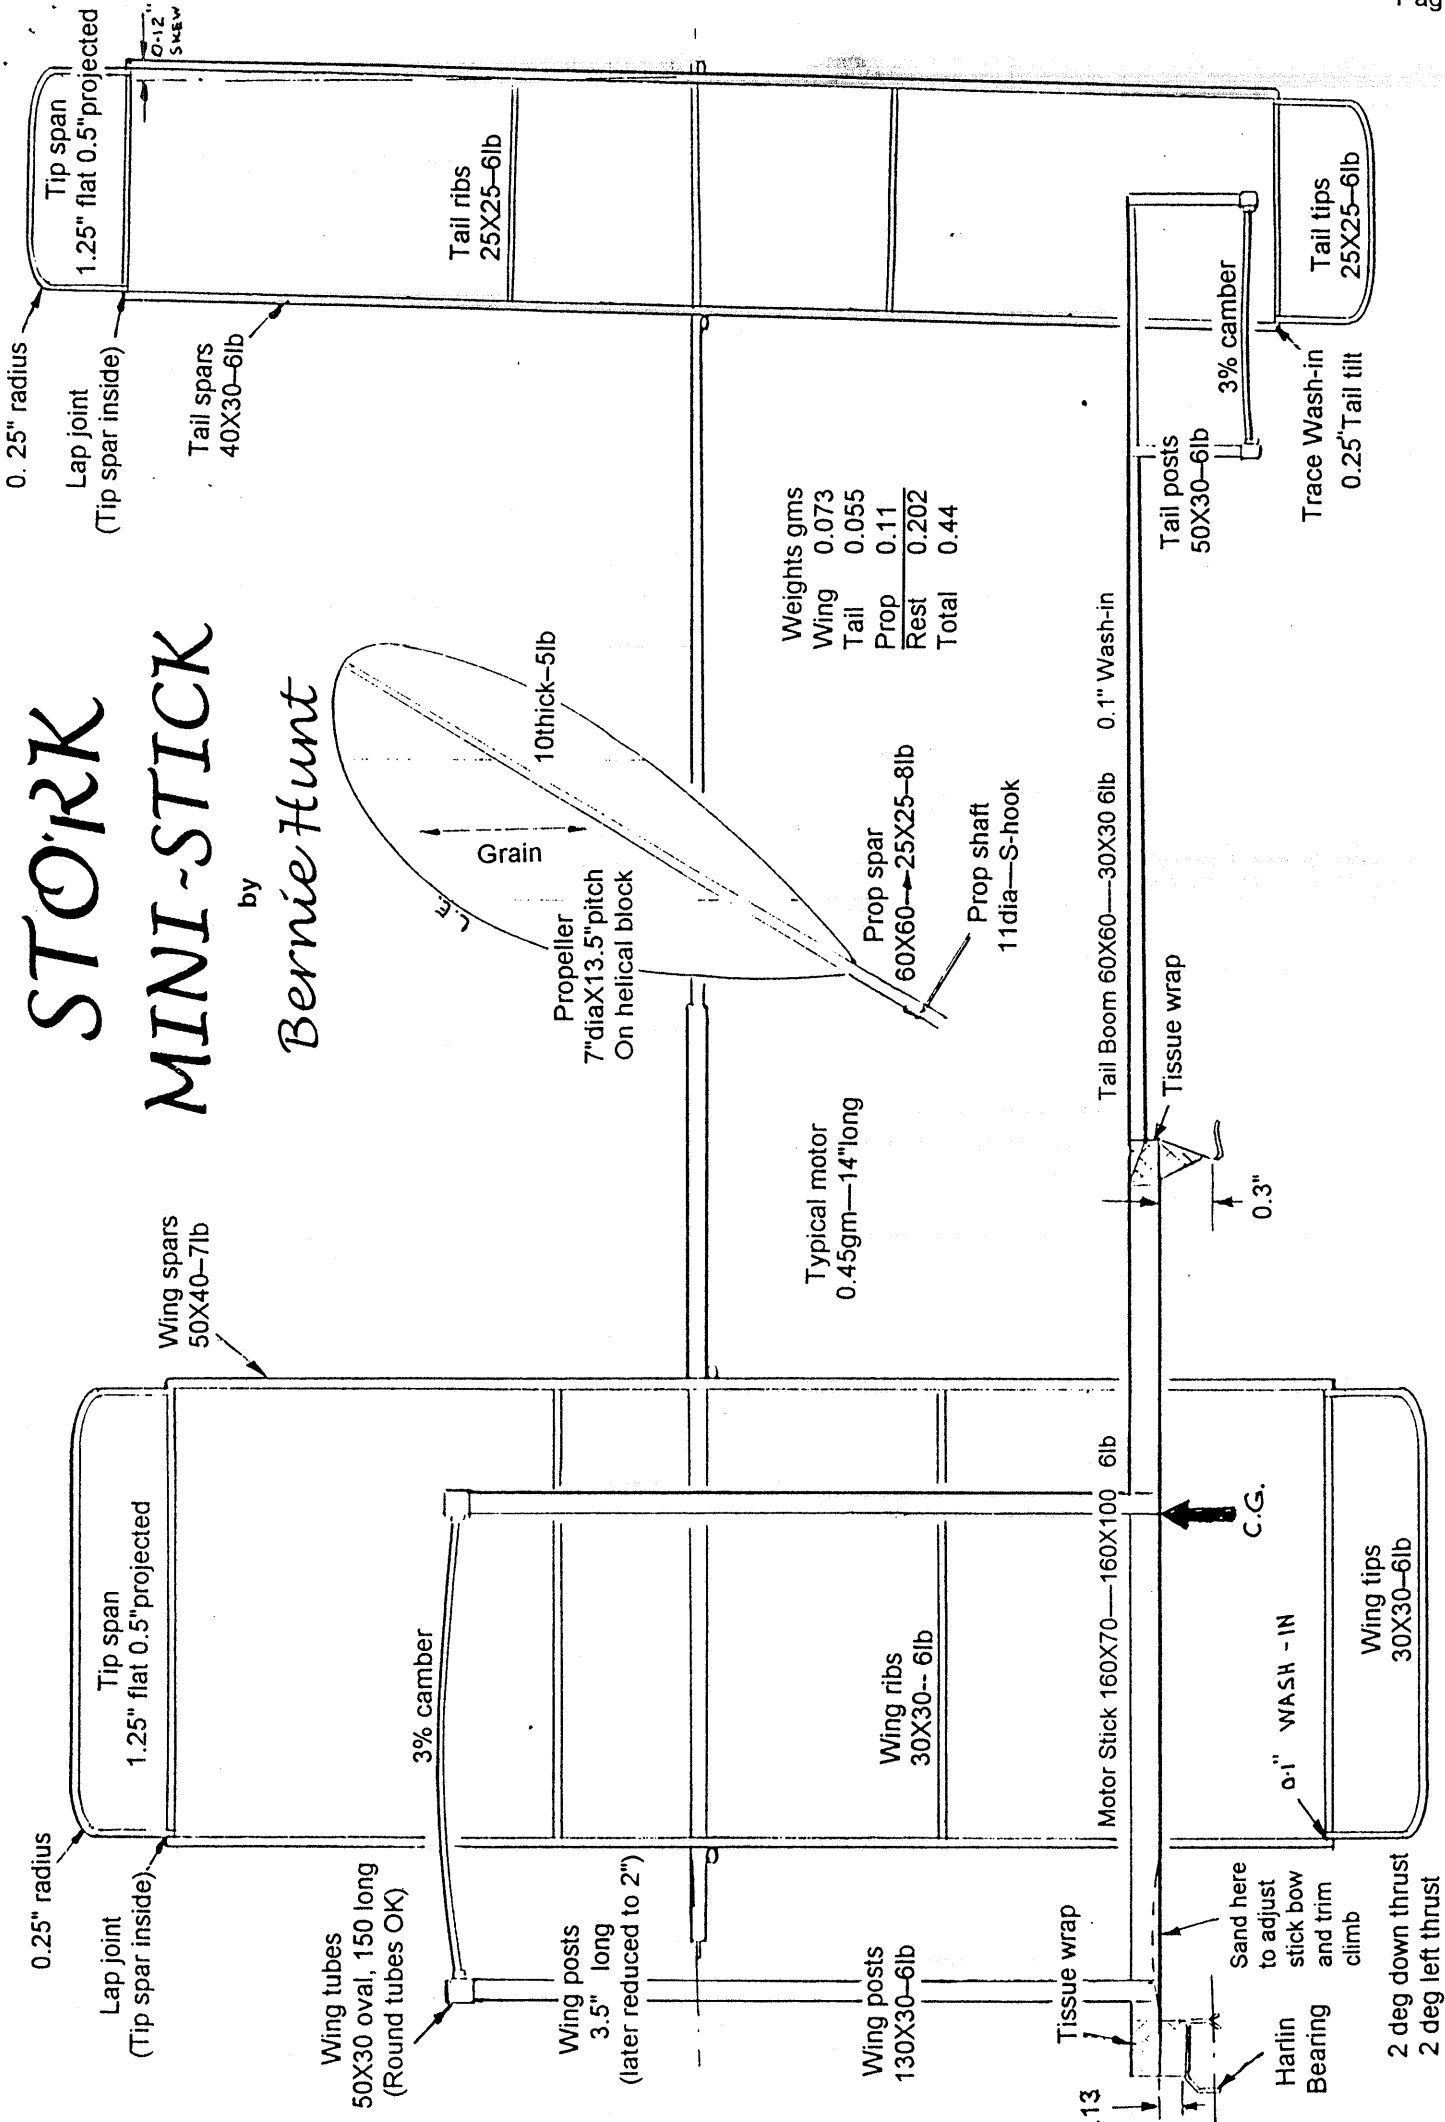 Pag
STORK
MINI-STICK
by
Bernie Hunt
0. 25" radius
Lap joint
(Tip spar inside)
Tail spars
40X30–6lb
Tip span
1.25" flat 0.5"projected
0.12"
SKEW
Tail ribs
25X25–6lb
Tail tips
25X25–6lb
3% camber
Tail posts
50X30–6lb
Trace Wash-in
0.25"Tail tilt
Weights gms
Wing 0.073
Tail 0.055
Prop 0.11
Rest 0.202
Total 0.44
10thick–5lb
Grain
L.E.
Propeller
7"diaX13.5"pitch
On helical block
Prop spar
60X60→25X25–8lb
Prop shaft
11dia—S-hook
Tail Boom 60X60—30X30 6lb 0.1" Wash-in
Tissue wrap
0.3"
Typical motor
0.45gm—14"long
Wing spars
50X40–7lb
Tip span
1.25" flat 0.5"projected
0.25" radius
Lap joint
(Tip spar inside)
3% camber
Wing tubes
50X30 oval, 150 long
(Round tubes OK)
Wing posts
3.5" long
(later reduced to 2")
Wing ribs
30X30-- 6lb
Wing posts
130X30–6lb
Motor Stick 160X70—160X100 6lb
C.G.
Tissue wrap
0.1" WASH-IN
Wing tips
30X30–6lb
Sand here
to adjust
stick bow
and trim
climb
Harlin
Bearing
.13
2 deg down thrust
2 deg left thrust